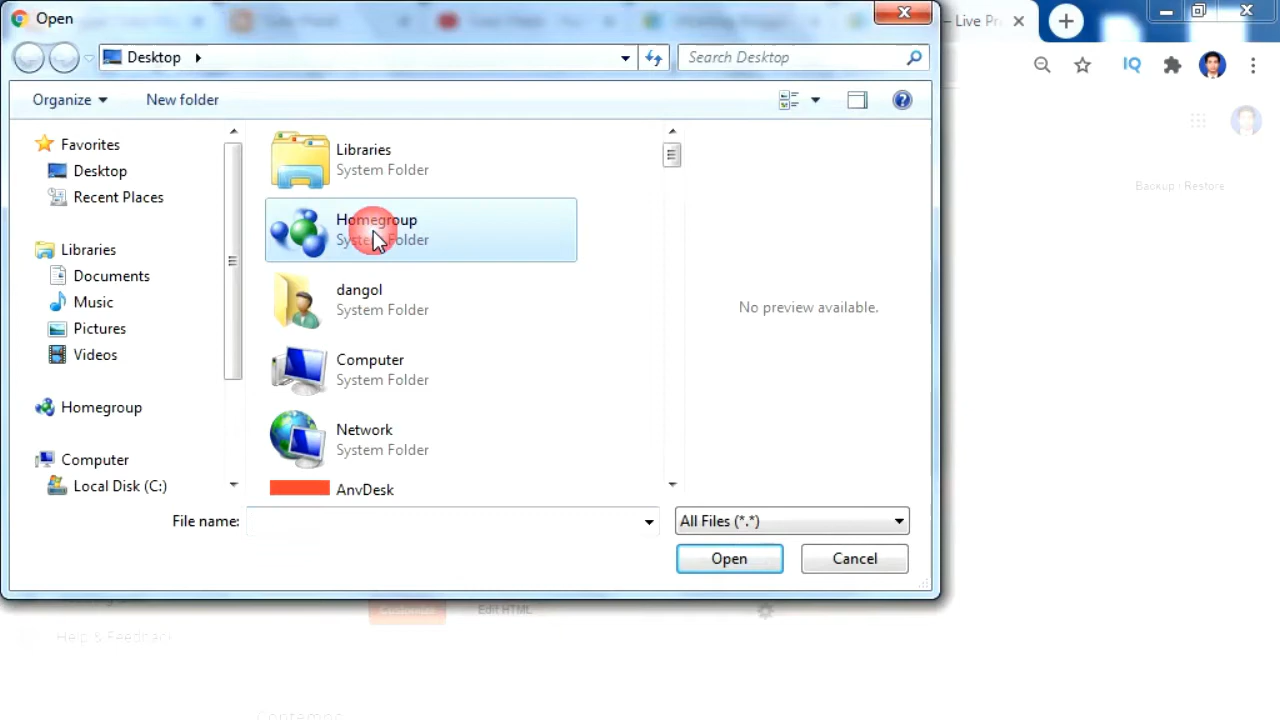 Open
– Live Pr
Desktop
Search Desktop
IQ
Organize
New folder
Favorites
Desktop
Recent Places
Libraries
Documents
Music
Pictures
Videos
Homegroup
Computer
Local Disk (C:)
Libraries
System Folder
Homegroup
System Folder
dangol
System Folder
Computer
System Folder
Network
System Folder
AnyDesk
No preview available.
Backup / Restore
File name:
All Files (*.*)
Open
Cancel
Customize
Edit HTML
Help & Feedback
Contempo